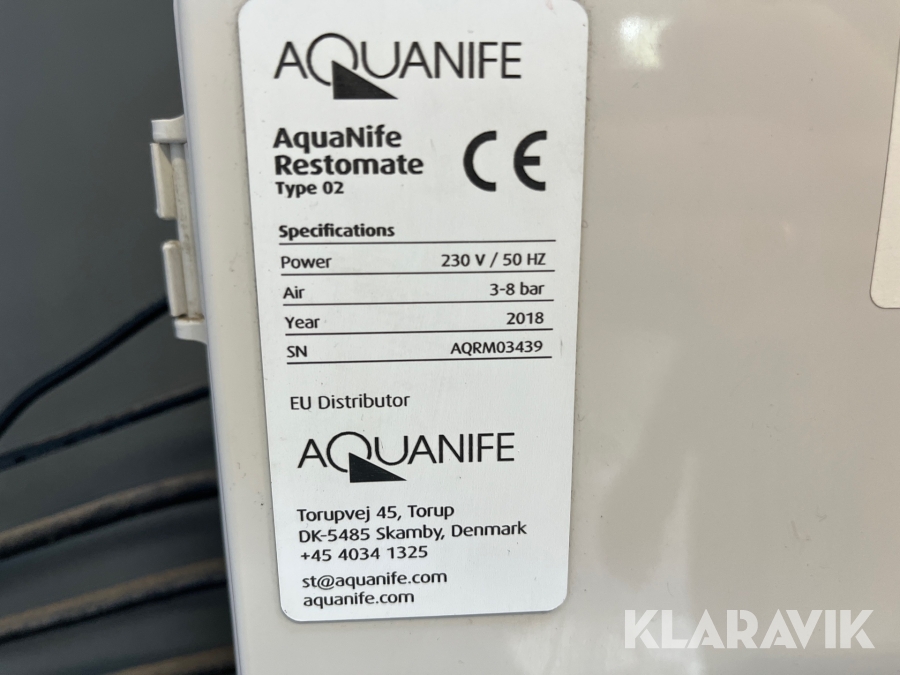 AQUANIFE
AquaNife
Restomate
Type 02
CE
Specifications
Power 230 V / 50 HZ
Air 3-8 bar
Year 2018
SN AQRM03439
EU Distributor
AQUANIFE
Torupvej 45, Torup
DK-5485 Skamby, Denmark
+45 4034 1325
st@aquanife.com
aquanife.com
KLARAVIK